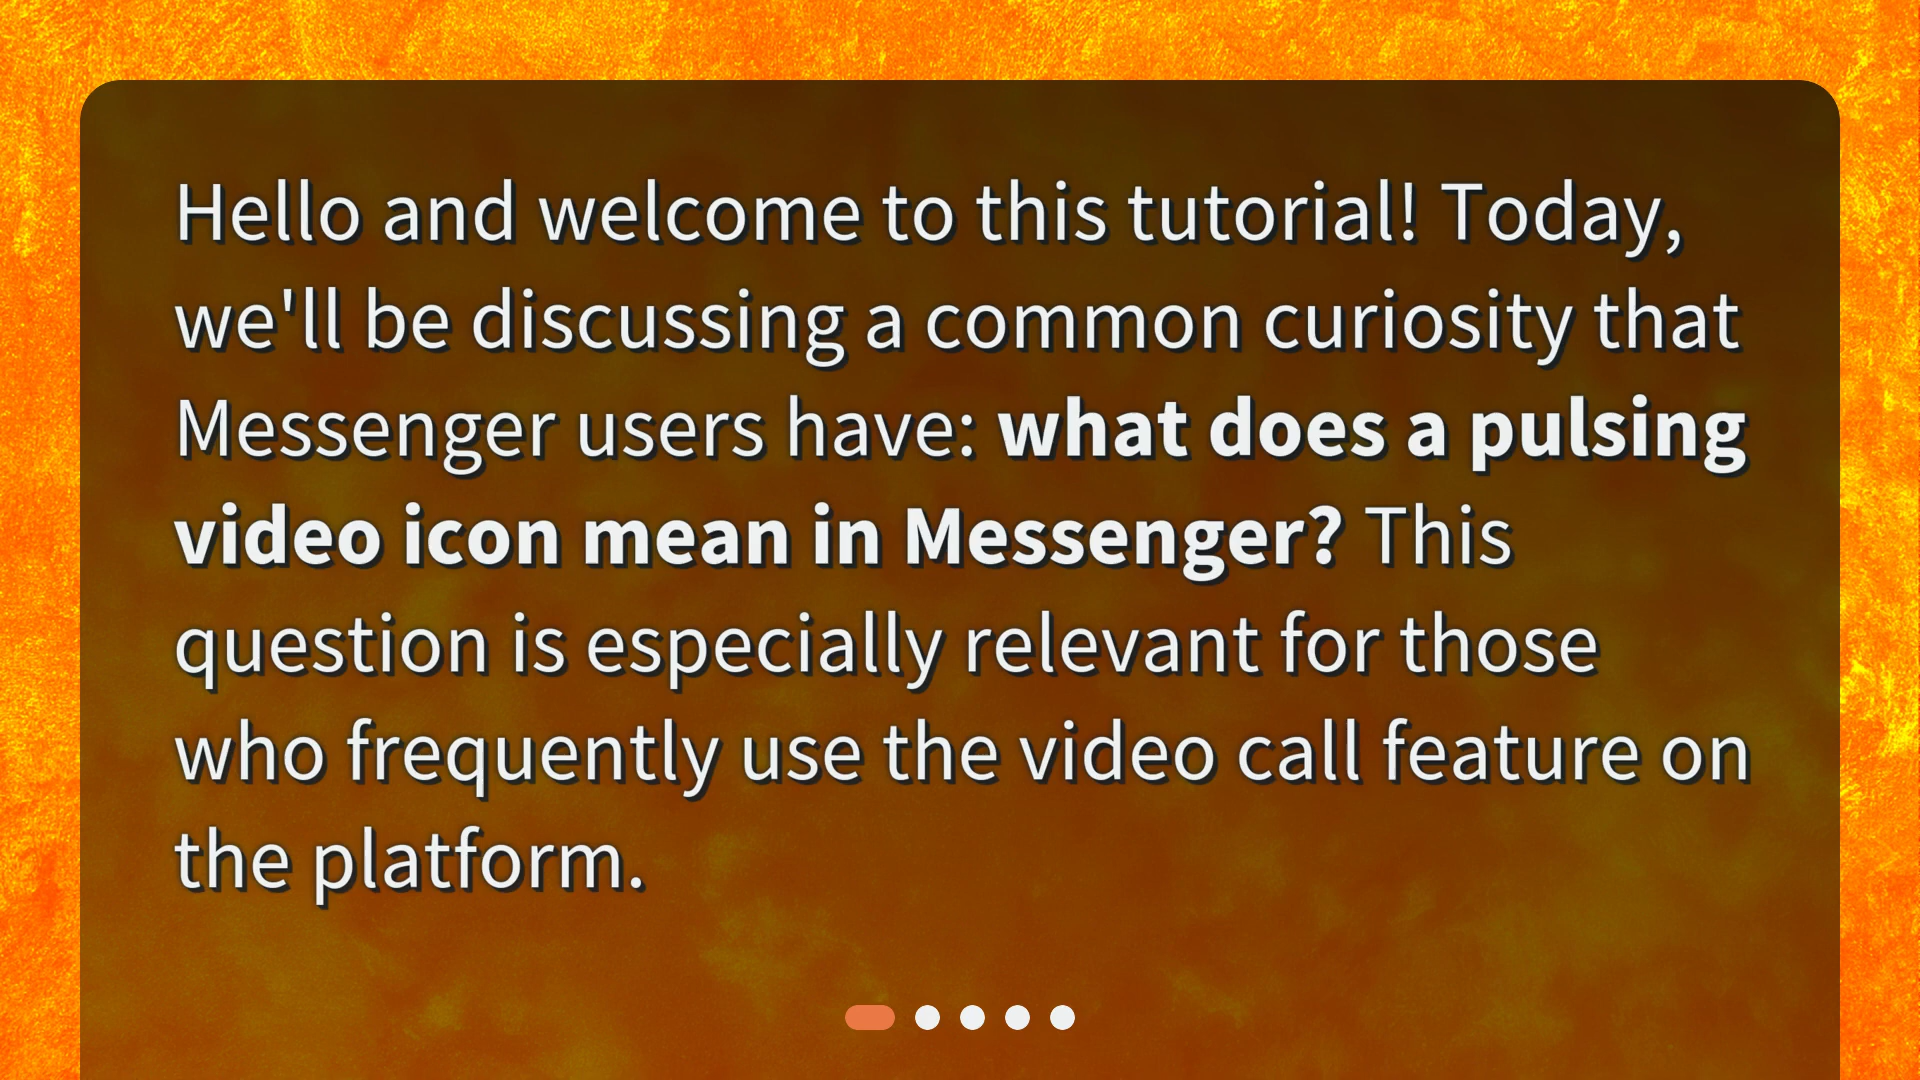 Hello and welcome to this tutorial! Today,
we'll be discussing a common curiosity that
Messenger users have: what does a pulsing
video icon mean in Messenger? This
question is especially relevant for those
who frequently use the video call feature on
the platform.